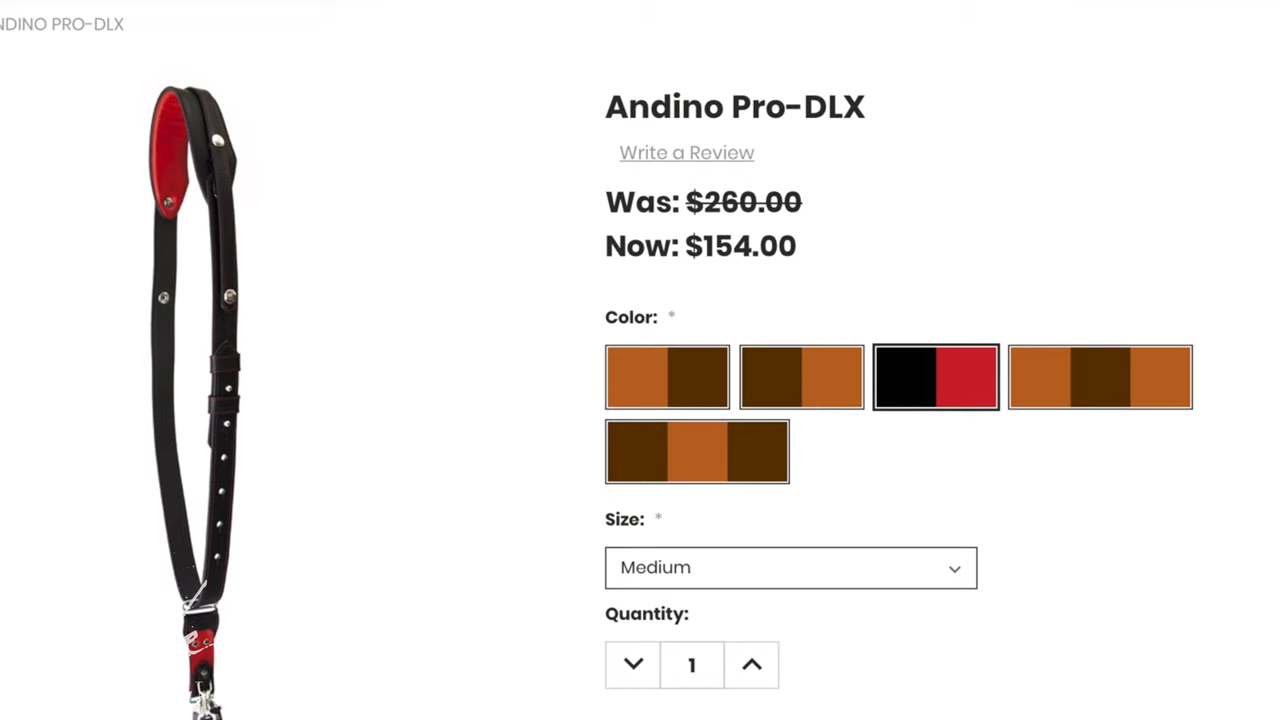 NDINO PRO-DLX
Andino Pro-DLX
Write a Review
Was: $260.00
Now: $154.00
Color: *
Size: *
Medium
Quantity:
1